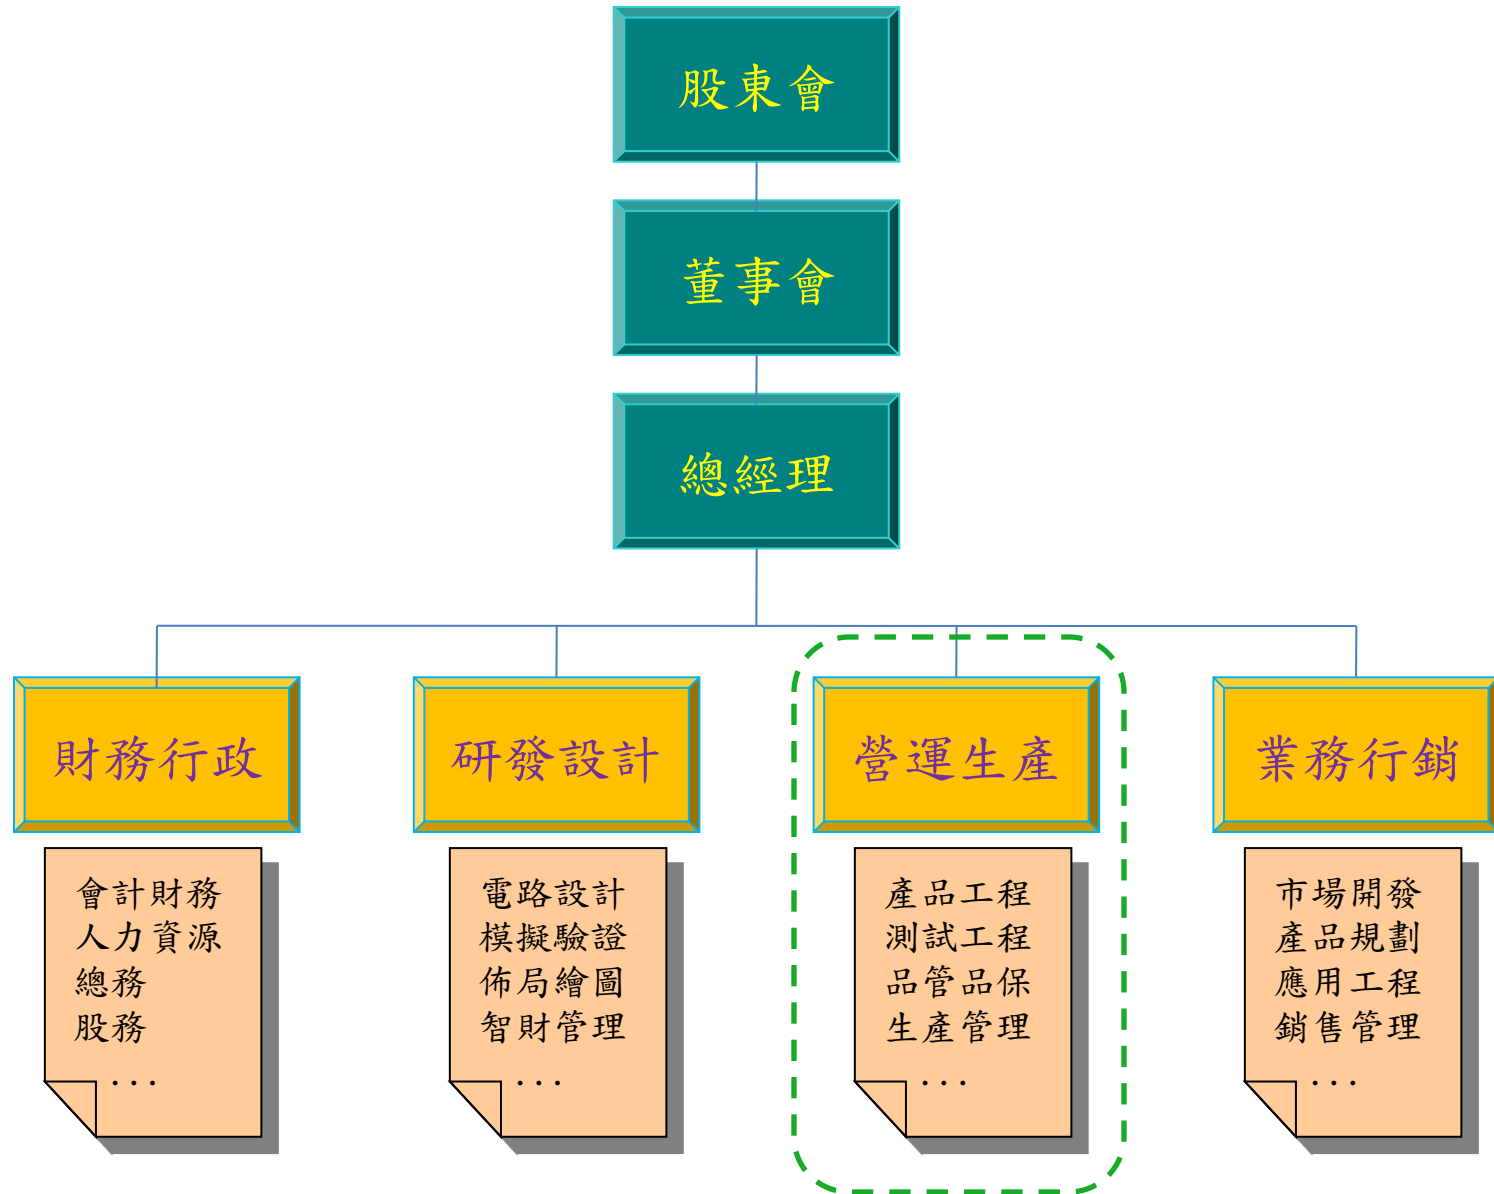 股東會
董事會
總經理
財務行政
研發設計
營運生產
業務行銷
會計財務
人力資源
總務
股務
...
電路設計
模擬驗證
佈局繪圖
智財管理
...
產品工程
測試工程
品管品保
生產管理
...
市場開發
產品規劃
應用工程
銷售管理
...